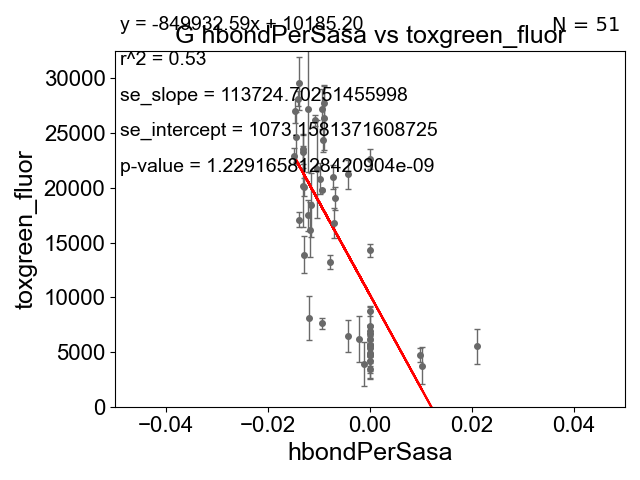 y = -849932.59x + 10185.20
N = 51
G hbondPerSasa vs toxgreen_fluor
r^2 = 0.53
se_slope = 113724.70251455998
se_intercept = 1073.1581371608725
p-value = 1.2291658128420904e-09
30000
25000
20000
15000
10000
5000
0
toxgreen_fluor
−0.04 −0.02 0.00 0.02 0.04
hbondPerSasa